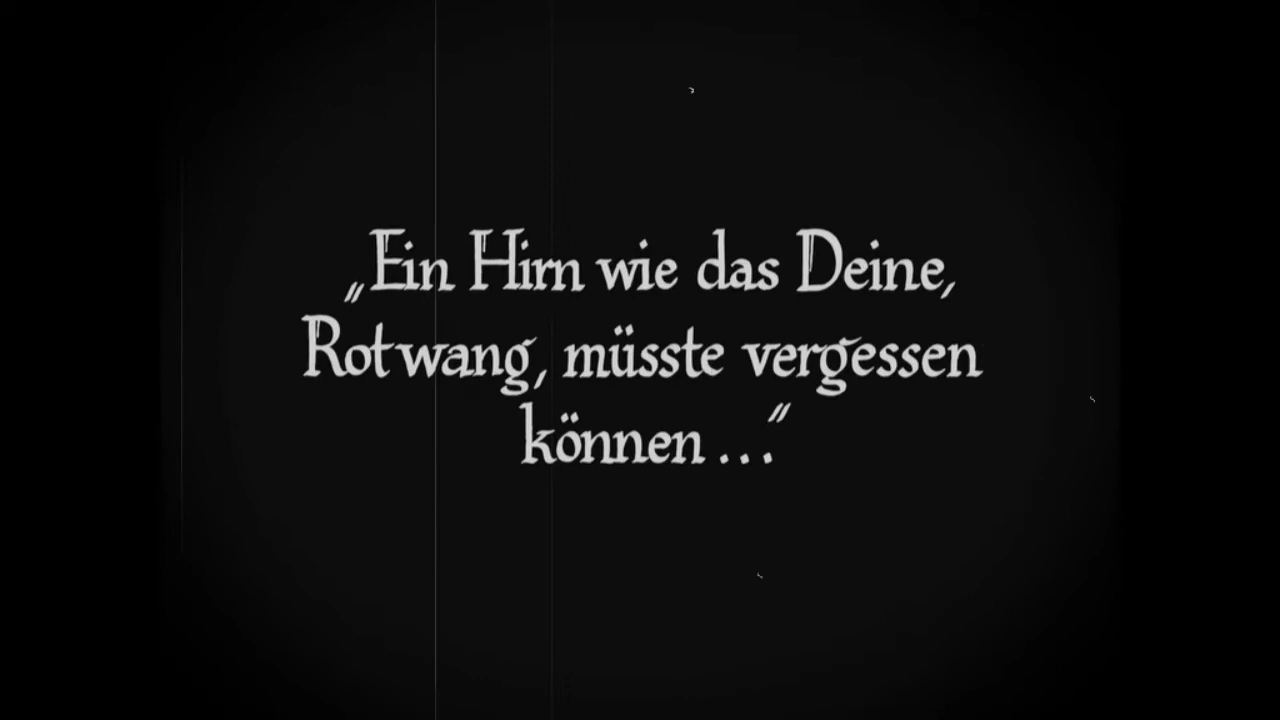 „Ein Hirn wie das Deine,
Rotwang, müsste vergessen
können ...“